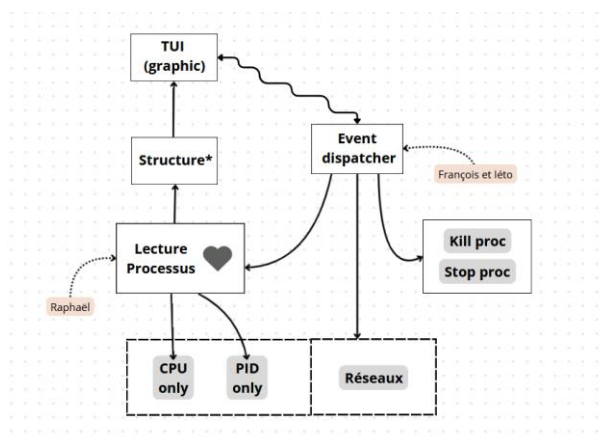 TUI
(graphic)
Event
dispatcher
Structure*
François et léto
Lecture
Processus
Kill proc
Stop proc
Raphaël
CPU
only
PID
only
Réseaux